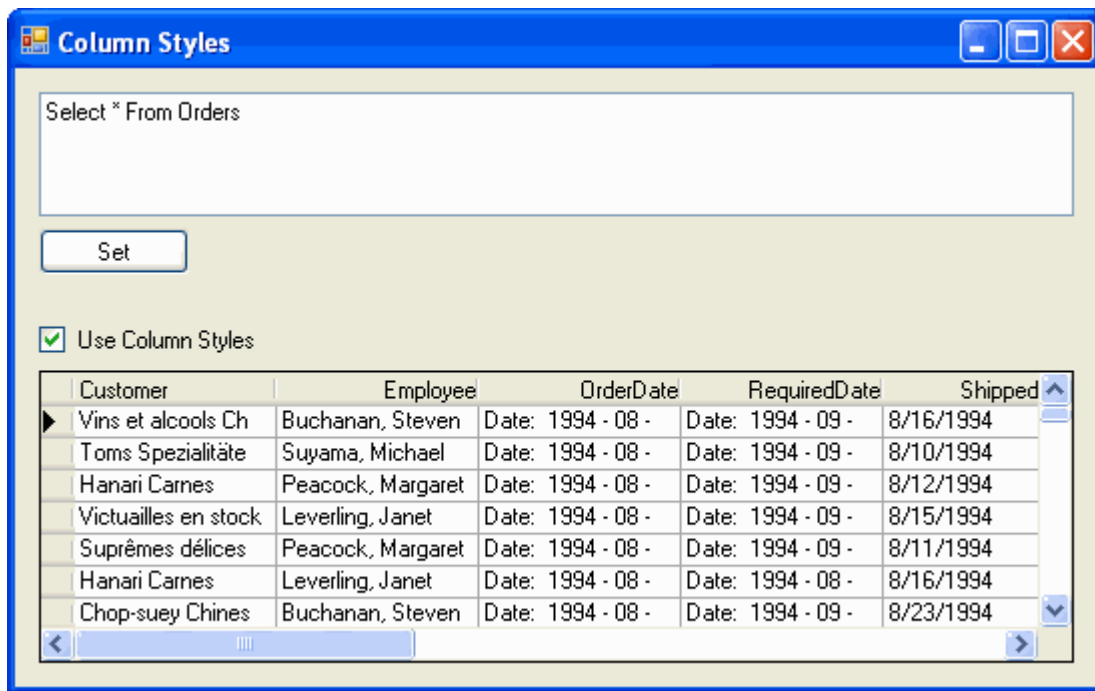 Column Styles
Select * From Orders
Set
Use Column Styles
Customer Employee OrderDate RequiredDate Shipped
Vins et alcools Ch Buchanan, Steven Date: 1994 - 08 - Date: 1994 - 09 - 8/16/1994
Toms Spezialitäte Suyama, Michael Date: 1994 - 08 - Date: 1994 - 09 - 8/10/1994
Hanari Carnes Peacock, Margaret Date: 1994 - 08 - Date: 1994 - 09 - 8/12/1994
Victuailles en stock Leverling, Janet Date: 1994 - 08 - Date: 1994 - 09 - 8/15/1994
Suprêmes délices Peacock, Margaret Date: 1994 - 08 - Date: 1994 - 09 - 8/11/1994
Hanari Carnes Leverling, Janet Date: 1994 - 08 - Date: 1994 - 08 - 8/16/1994
Chop-suey Chines Buchanan, Steven Date: 1994 - 08 - Date: 1994 - 09 - 8/23/1994